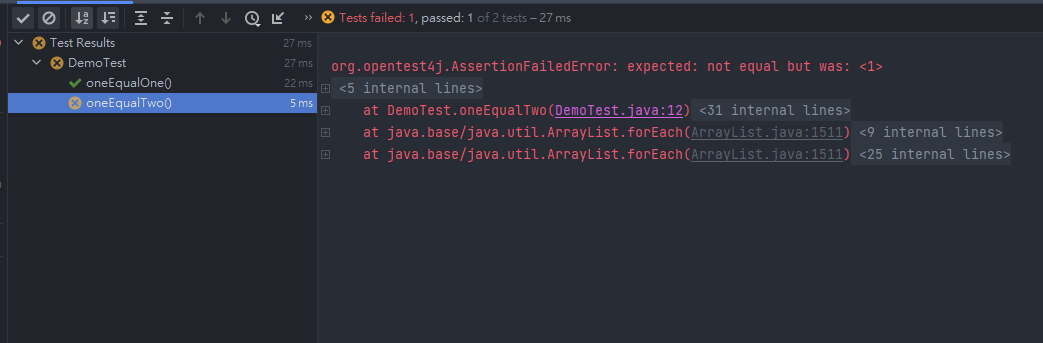 Tests failed: 1, passed: 1 of 2 tests – 27 ms
Test Results 27 ms
DemoTest 27 ms
oneEqualOne() 22 ms
oneEqualTwo() 5 ms
org.opentest4j.AssertionFailedError: expected: not equal but was: <1>
<5 internal lines>
at DemoTest.oneEqualTwo(DemoTest.java:12) <31 internal lines>
at java.base/java.util.ArrayList.forEach(ArrayList.java:1511) <9 internal lines>
at java.base/java.util.ArrayList.forEach(ArrayList.java:1511) <25 internal lines>